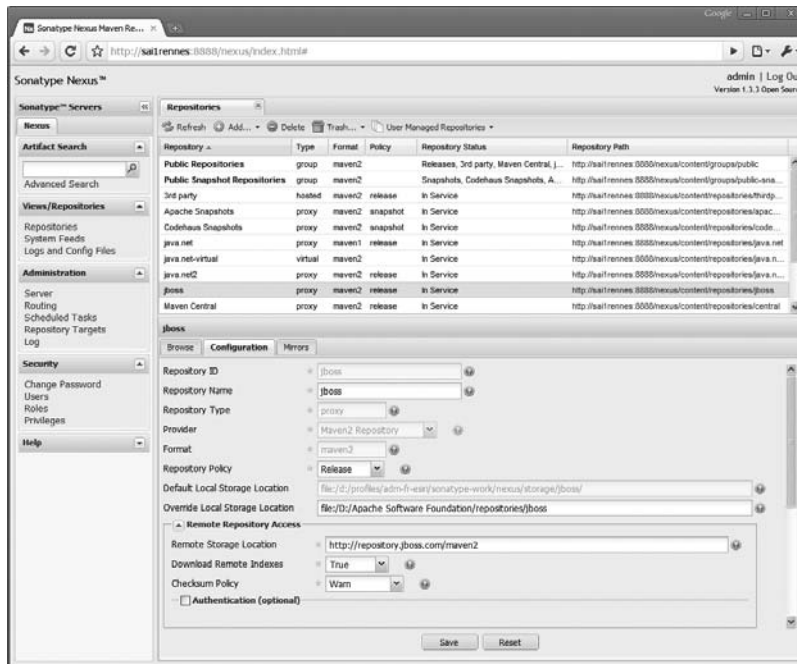 Google
Sonatype Nexus Maven Re...
http://sai1rennes:8888/nexus/index.html#
Sonatype Nexus™
admin | Log Ou
Version 1.3.3 Open Sourc
Sonatype™ Servers
Nexus
Artifact Search
Advanced Search
Views/Repositories
Repositories
System Feeds
Logs and Config Files
Administration
Server
Routing
Scheduled Tasks
Repository Targets
Log
Security
Change Password
Users
Roles
Privileges
Help
Repositories
Refresh Add... Delete Trash... User Managed Repositories
Repository Type Format Policy Repository Status Repository Path
Public Repositories group maven2 Releases, 3rd party, Maven Central, j... http://sai1rennes:8888/nexus/content/groups/public
Public Snapshot Repositories group maven2 Snapshots, Codehaus Snapshots, A... http://sai1rennes:8888/nexus/content/groups/public-sna...
3rd party hosted maven2 release In Service http://sai1rennes:8888/nexus/content/repositories/thirdp...
Apache Snapshots proxy maven2 snapshot In Service http://sai1rennes:8888/nexus/content/repositories/apac...
Codehaus Snapshots proxy maven2 snapshot In Service http://sai1rennes:8888/nexus/content/repositories/code...
java.net proxy maven1 release In Service http://sai1rennes:8888/nexus/content/repositories/java.net
java.net-virtual virtual maven2 In Service http://sai1rennes:8888/nexus/content/repositories/java.n...
java.net2 proxy maven2 release In Service http://sai1rennes:8888/nexus/content/repositories/java.n...
jboss proxy maven2 release In Service http://sai1rennes:8888/nexus/content/repositories/jboss
Maven Central proxy maven2 release In Service http://sai1rennes:8888/nexus/content/repositories/central
jboss
Browse Configuration Mirrors
Repository ID jboss
Repository Name jboss
Repository Type proxy
Provider Maven2 Repository
Format maven2
Repository Policy Release
Default Local Storage Location file:/d:/profiles/adm-fr-esin/sonatype-work/nexus/storage/jboss/
Override Local Storage Location file:/D:/Apache Software Foundation/repositories/jboss
Remote Repository Access
Remote Storage Location http://repository.jboss.com/maven2
Download Remote Indexes True
Checksum Policy Warn
Authentication (optional)
Save Reset